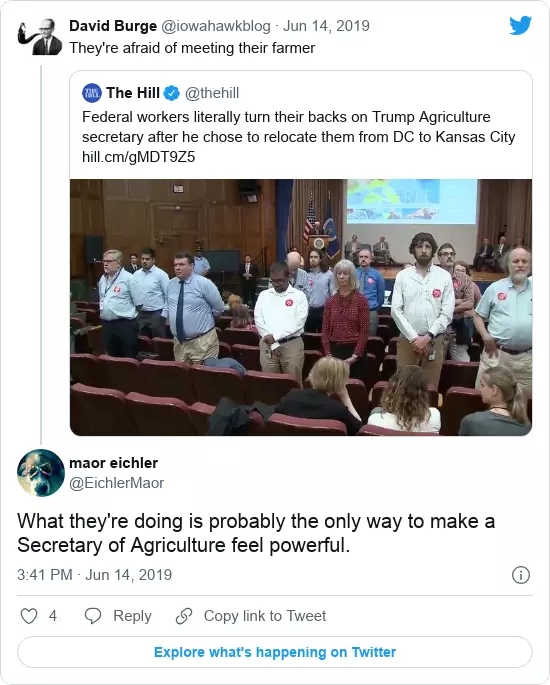 David Burge @iowahawkblog · Jun 14, 2019
They're afraid of meeting their farmer
THE HILL
The Hill @thehill
Federal workers literally turn their backs on Trump Agriculture
secretary after he chose to relocate them from DC to Kansas City
hill.cm/gMDT9Z5
maor eichler
@EichlerMaor
What they're doing is probably the only way to make a
Secretary of Agriculture feel powerful.
3:41 PM · Jun 14, 2019
4 Reply Copy link to Tweet
Explore what's happening on Twitter